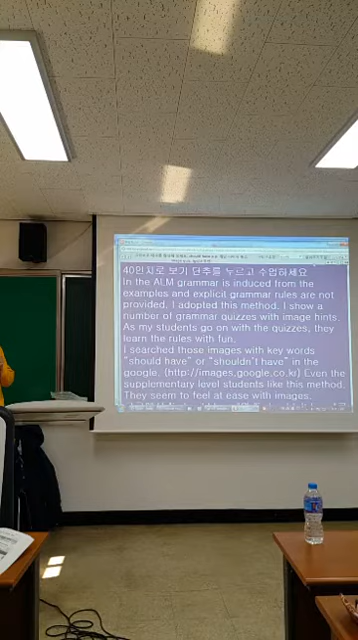 40인치로 보기 단추를 누르고 수업하세요
In the ALM grammar is induced from the
examples and explicit grammar rules are not
provided. I adopted this method. I show a
number of grammar quizzes with image hints.
As my students go on with the quizzes, they
learn the rules with fun.
I searched those images with key words
"should have" or "shouldn't have" in the
google. (http://images.google.co.kr) Even the
supplementary level students like this method.
They seem to feel at ease with images.